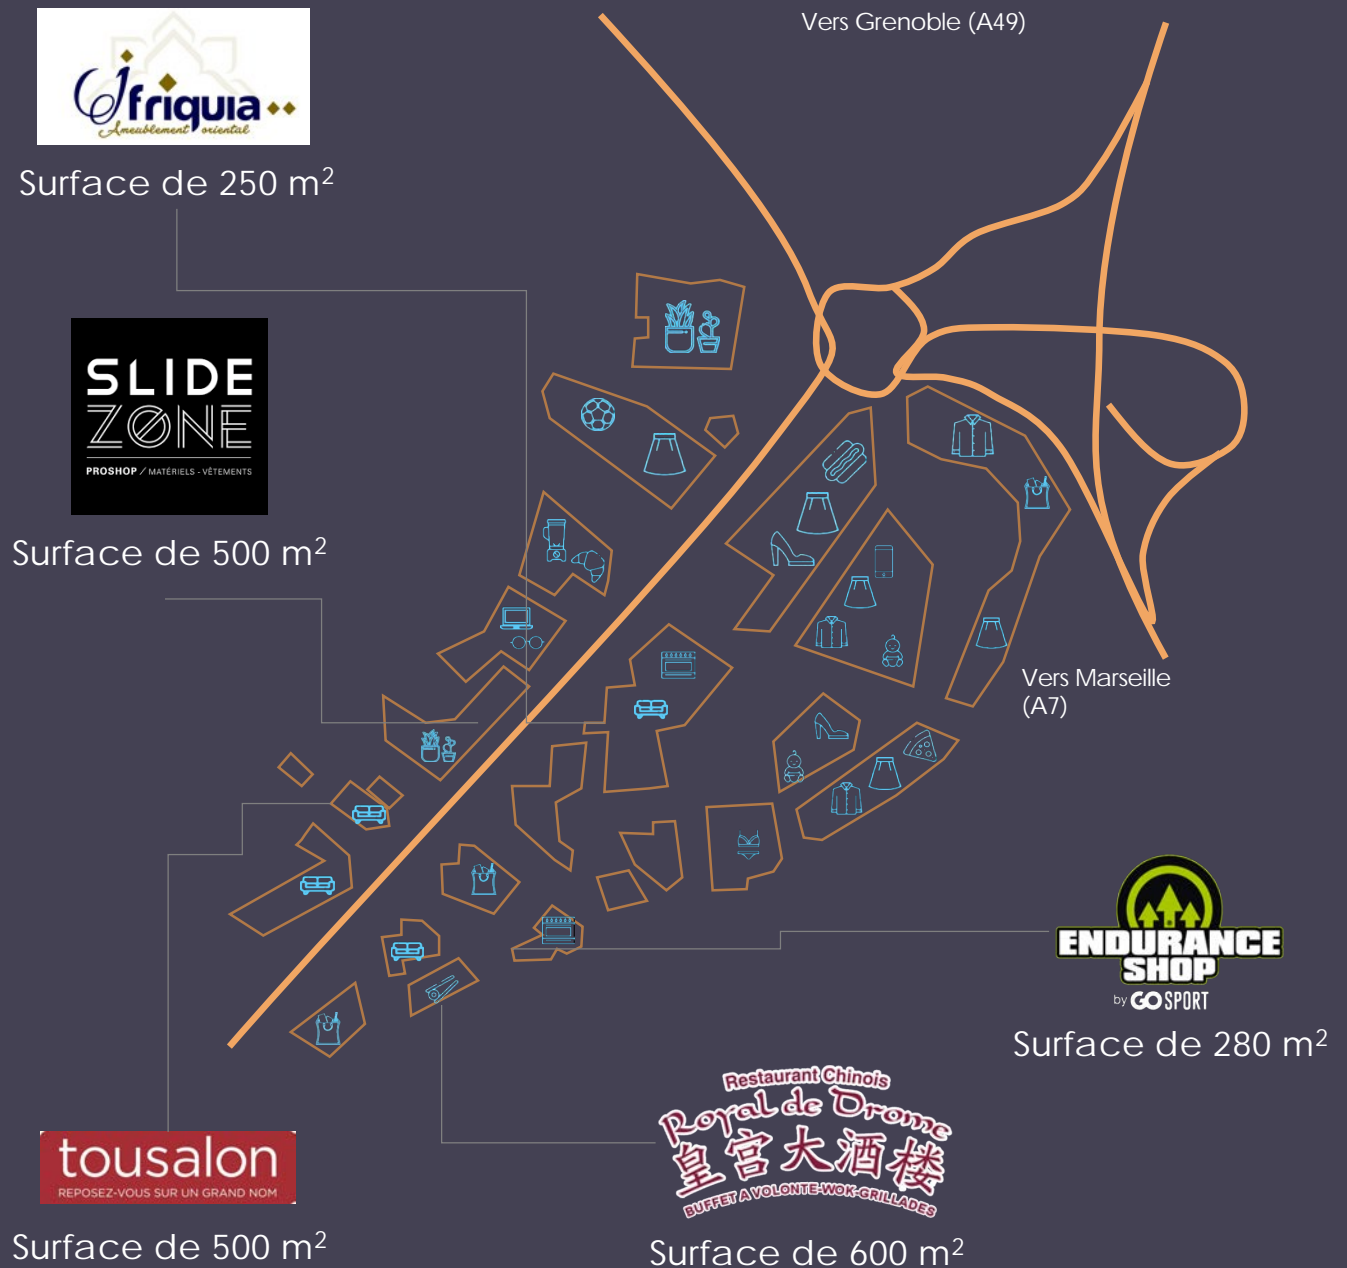 Vers Grenoble (A49)
Ifriquia
Ameublement oriental
Surface de 250 m²
SLIDE
ZØNE
PROSHOP / MATÉRIELS - VÊTEMENTS
Surface de 500 m²
Vers Marseille
(A7)
ENDURANCE
SHOP
by GO SPORT
Surface de 280 m²
Restaurant Chinois
Royal de Drome
皇宫大酒楼
BUFFET A VOLONTE-WOK-GRILLADES
Surface de 600 m²
tousalon
REPOSEZ-VOUS SUR UN GRAND NOM
Surface de 500 m²